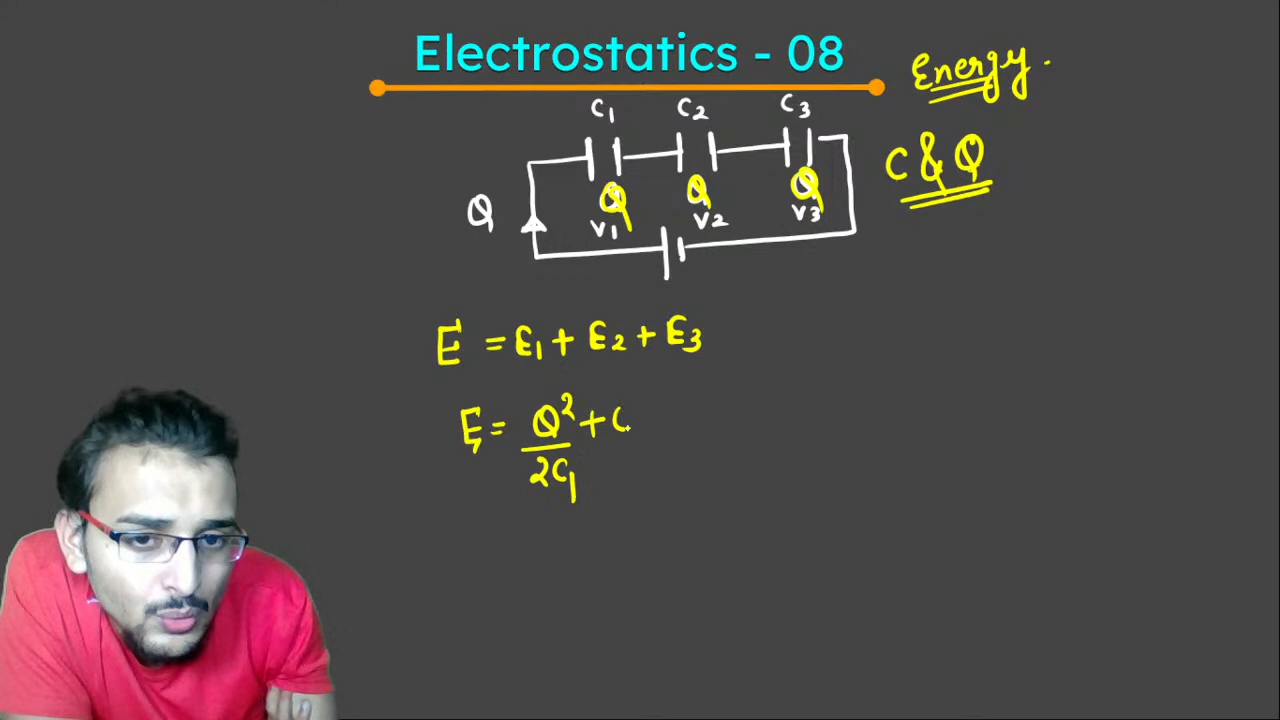 Electrostatics - 08
Energy.
C1 C2 C3
C & Q
Q Q Q Q
V1 V2 V3
E = E1 + E2 + E3
E = Q²/2C1 + C